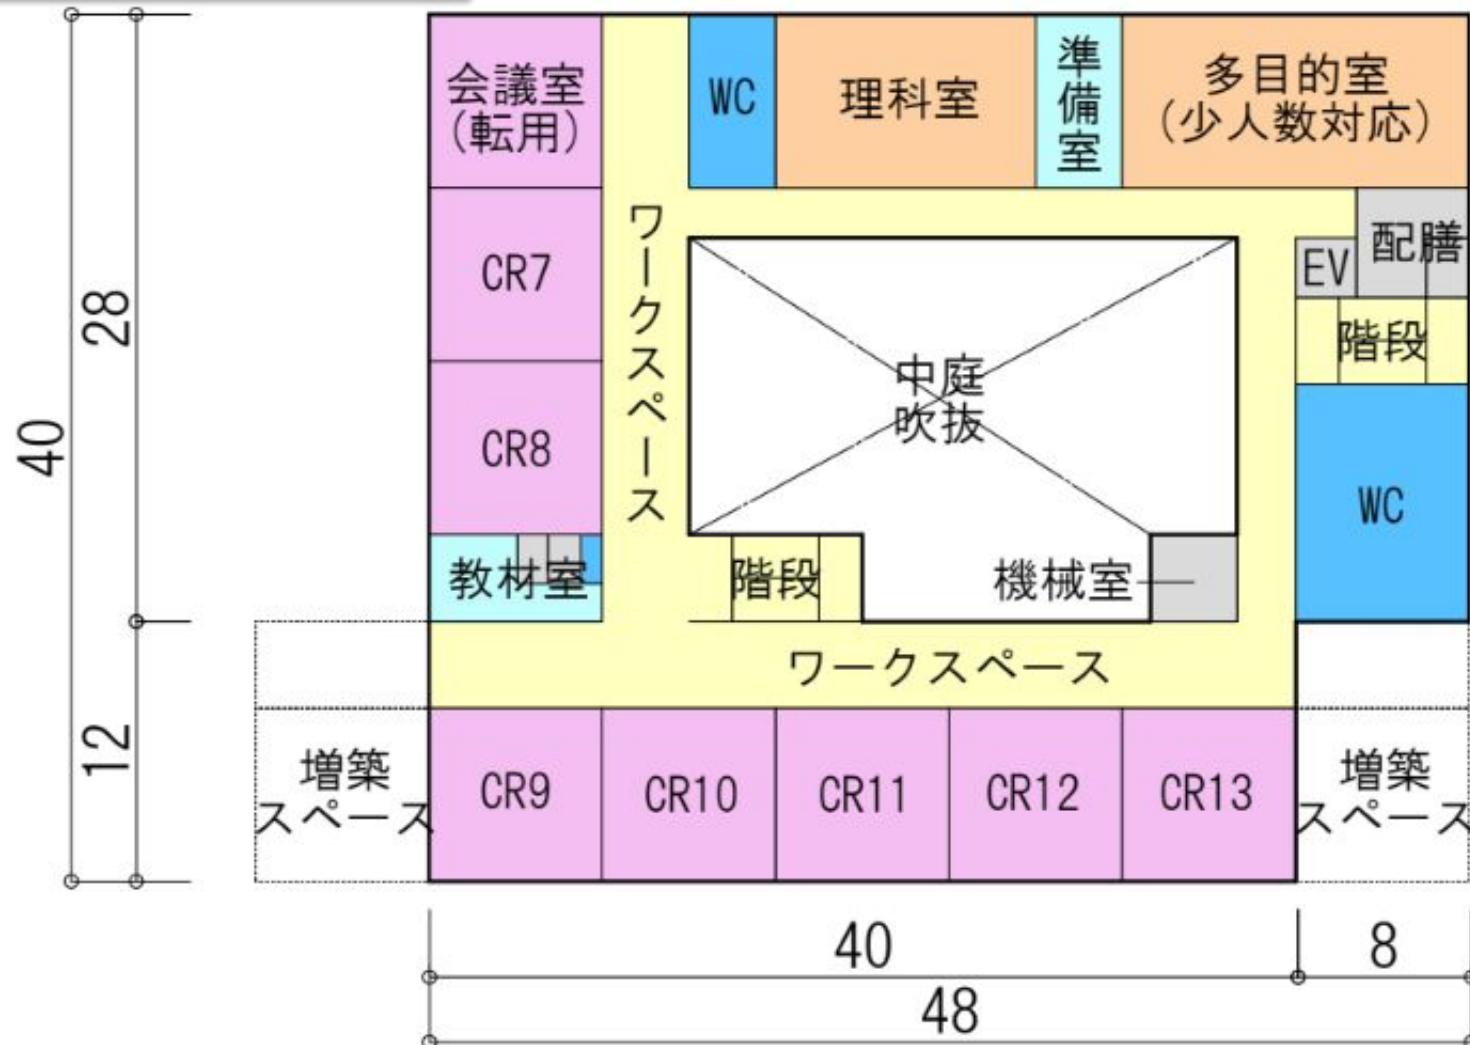 会議室
(転用)
WC
理科室
準備室
多目的室
(少人数対応)
CR7
ワークスペース
EV
配膳
階段
28
40
中庭
吹抜
CR8
WC
教材室
階段
機械室
ワークスペース
12
増築
スペース
CR9
CR10
CR11
CR12
CR13
増築
スペース
40
8
48